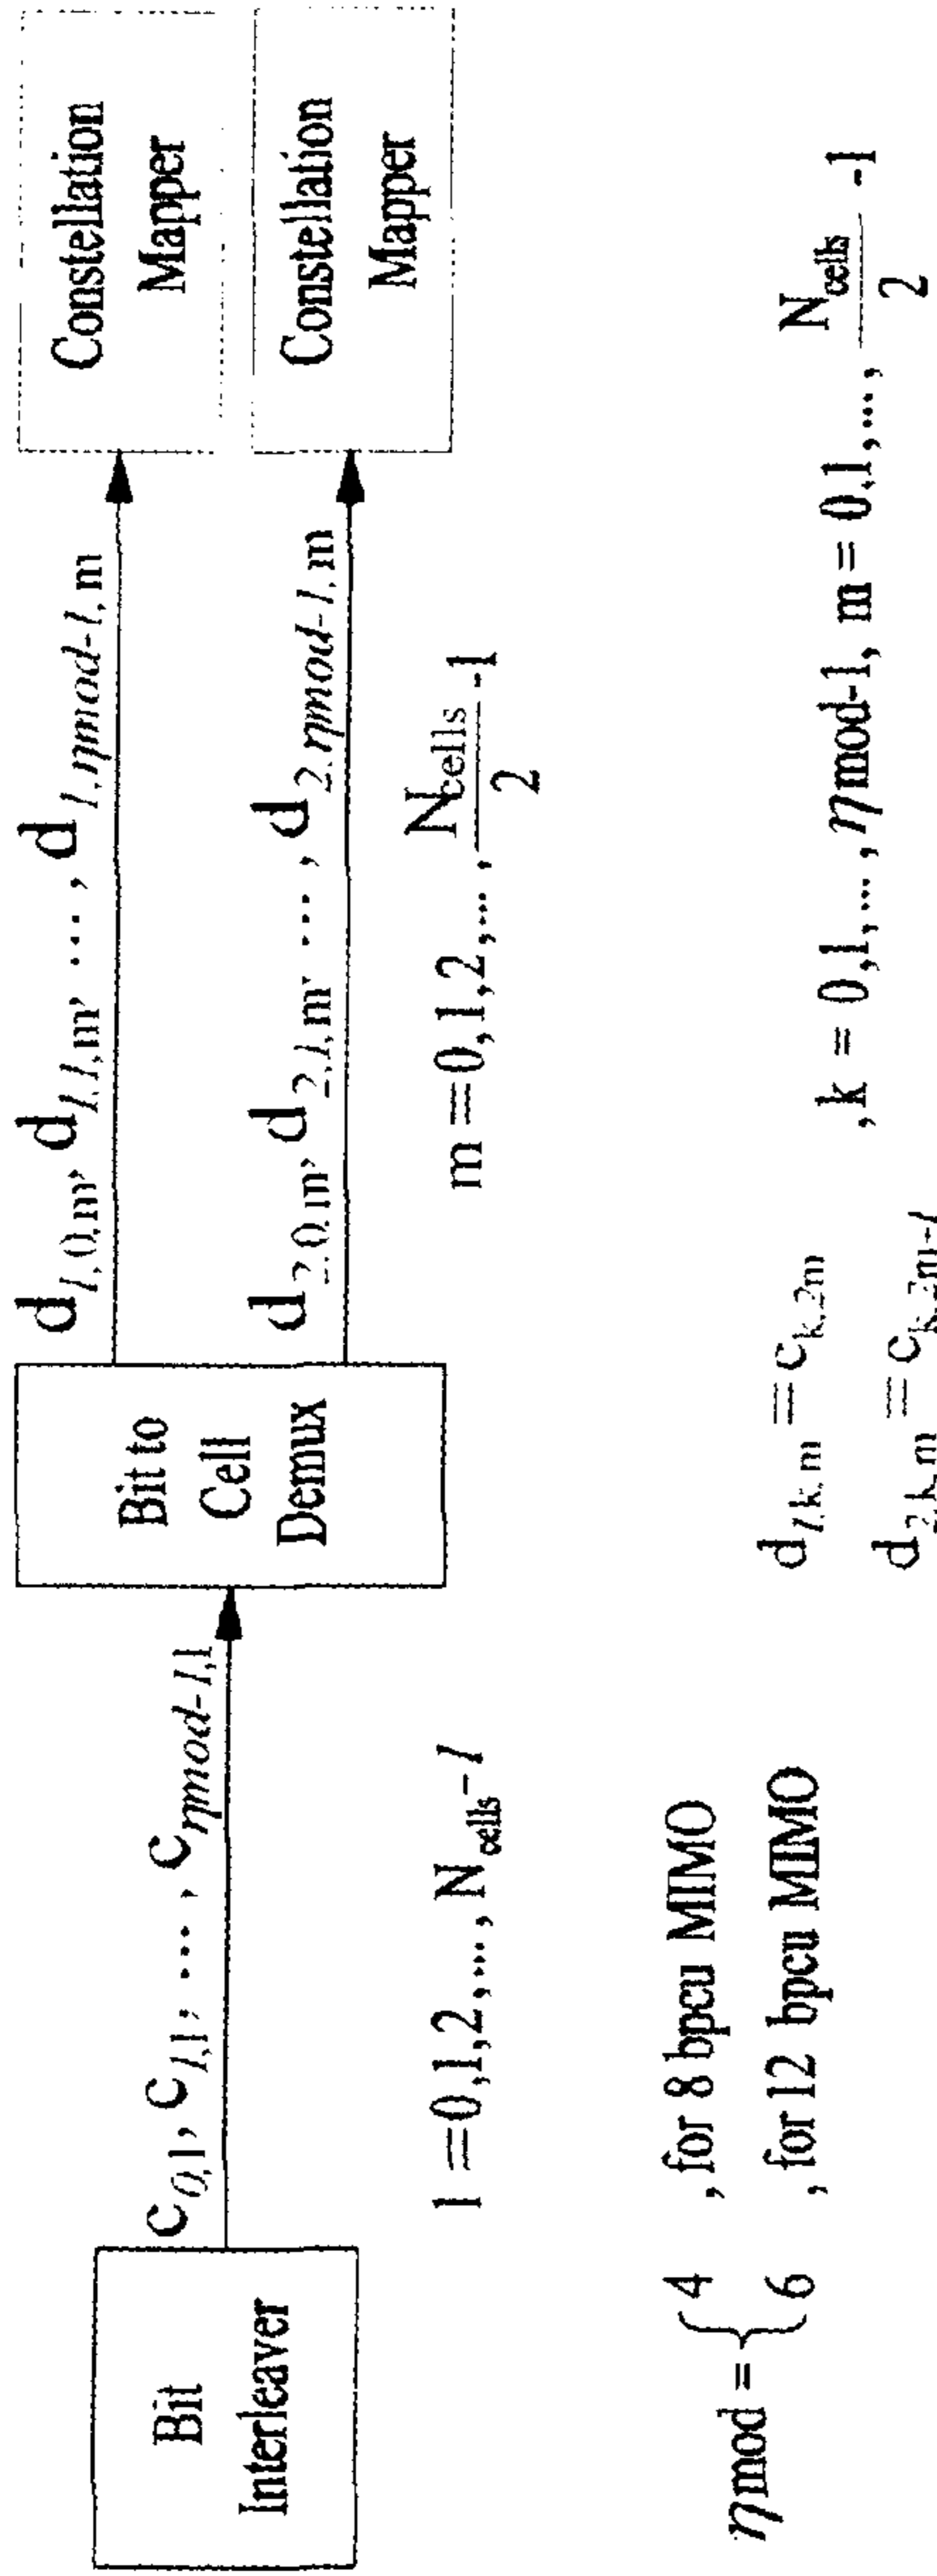 Bit
Interleaver
c0,1, c1,1, ..., cηmod-1,1
l=0,1,2,..., Ncells-1
Bit to
Cell
Demux
d1,0,m, d1,1,m, ..., d1,ηmod-1,m
d2,0,m, d2,1,m, ..., d2,ηmod-1,m
m=0,1,2,..., Ncells/2 -1
Constellation
Mapper
Constellation
Mapper
ηmod = { 4 , for 8 bpcu MIMO
6 , for 12 bpcu MIMO
d1,k,m = ck,2m
d2,k,m = ck,2m+1
, k = 0,1,..., ηmod-1, m = 0,1,..., Ncells/2 -1